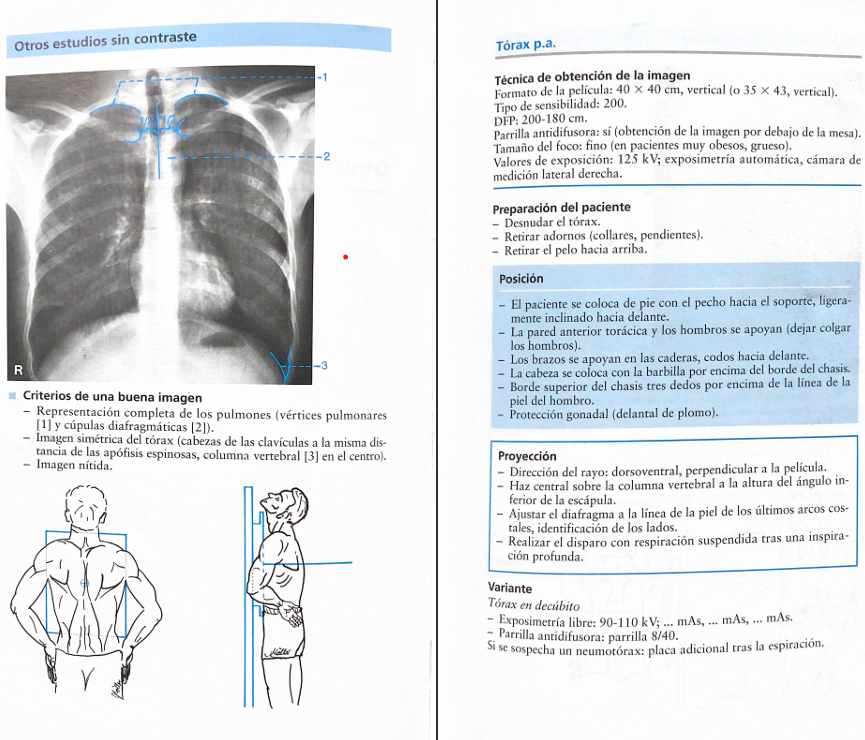 Otros estudios sin contraste
1
2
R
3
Criterios de una buena imagen
– Representación completa de los pulmones (vértices pulmonares
[1] y cúpulas diafragmáticas [2]).
– Imagen simétrica del tórax (cabezas de las clavículas a la misma dis-
tancia de las apófisis espinosas, columna vertebral [3] en el centro).
– Imagen nítida.
Tórax p.a.
Técnica de obtención de la imagen
Formato de la película: 40 × 40 cm, vertical (o 35 × 43, vertical).
Tipo de sensibilidad: 200.
DFP: 200-180 cm.
Parrilla antidifusora: sí (obtención de la imagen por debajo de la mesa).
Tamaño del foco: fino (en pacientes muy obesos, grueso).
Valores de exposición: 125 kV; exposimetría automática, cámara de
medición lateral derecha.
Preparación del paciente
– Desnudar el tórax.
– Retirar adornos (collares, pendientes).
– Retirar el pelo hacia arriba.
Posición
– El paciente se coloca de pie con el pecho hacia el soporte, ligera-
mente inclinado hacia delante.
– La pared anterior torácica y los hombros se apoyan (dejar colgar
los hombros).
– Los brazos se apoyan en las caderas, codos hacia delante.
– La cabeza se coloca con la barbilla por encima del borde del chasis.
– Borde superior del chasis tres dedos por encima de la línea de la
piel del hombro.
– Protección gonadal (delantal de plomo).
Proyección
– Dirección del rayo: dorsoventral, perpendicular a la película.
– Haz central sobre la columna vertebral a la altura del ángulo in-
ferior de la escápula.
– Ajustar el diafragma a la línea de la piel de los últimos arcos cos-
tales, identificación de los lados.
– Realizar el disparo con respiración suspendida tras una inspira-
ción profunda.
Variante
Tórax en decúbito
– Exposimetría libre: 90-110 kV; ... mAs, ... mAs, ... mAs.
– Parrilla antidifusora: parrilla 8/40.
Si se sospecha un neumotórax: placa adicional tras la espiración.